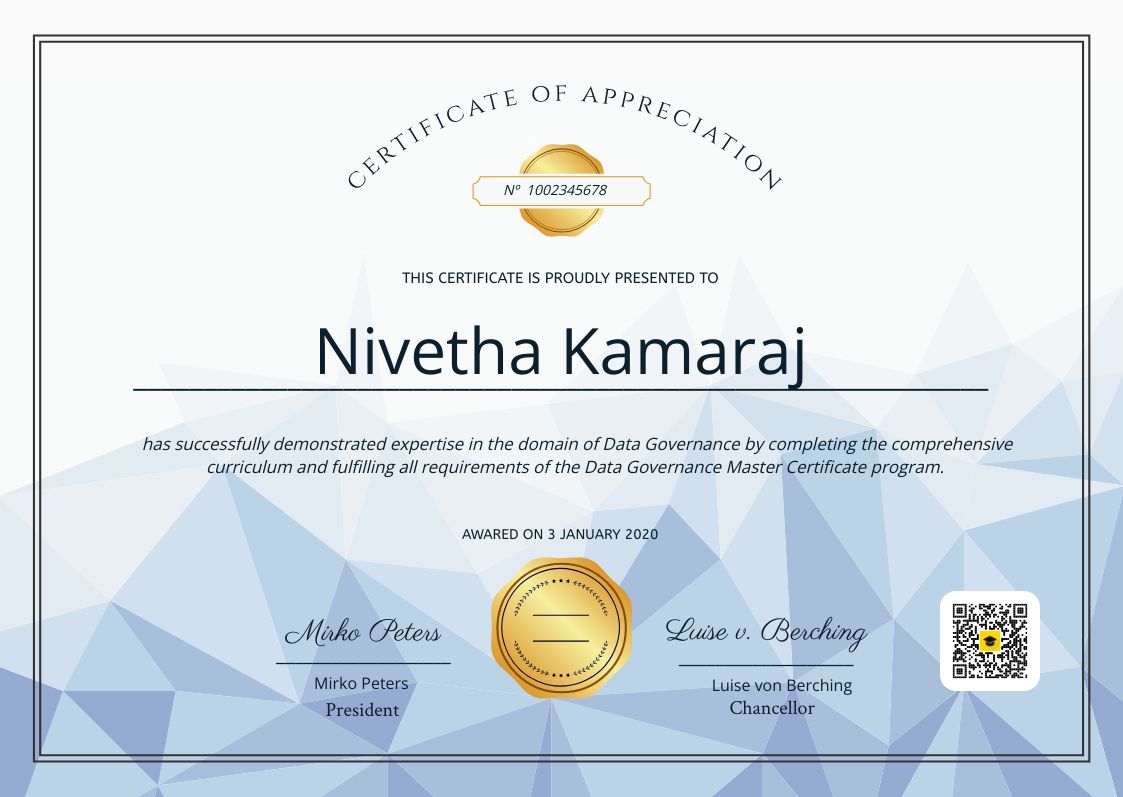 CERTIFICATE OF APPRECIATION
Nº 1002345678
THIS CERTIFICATE IS PROUDLY PRESENTED TO
Nivetha Kamaraj
has successfully demonstrated expertise in the domain of Data Governance by completing the comprehensive
curriculum and fulfilling all requirements of the Data Governance Master Certificate program.
AWARED ON 3 JANUARY 2020
Mirko Peters
Luise v. Berching
Mirko Peters
Luise von Berching
President
Chancellor